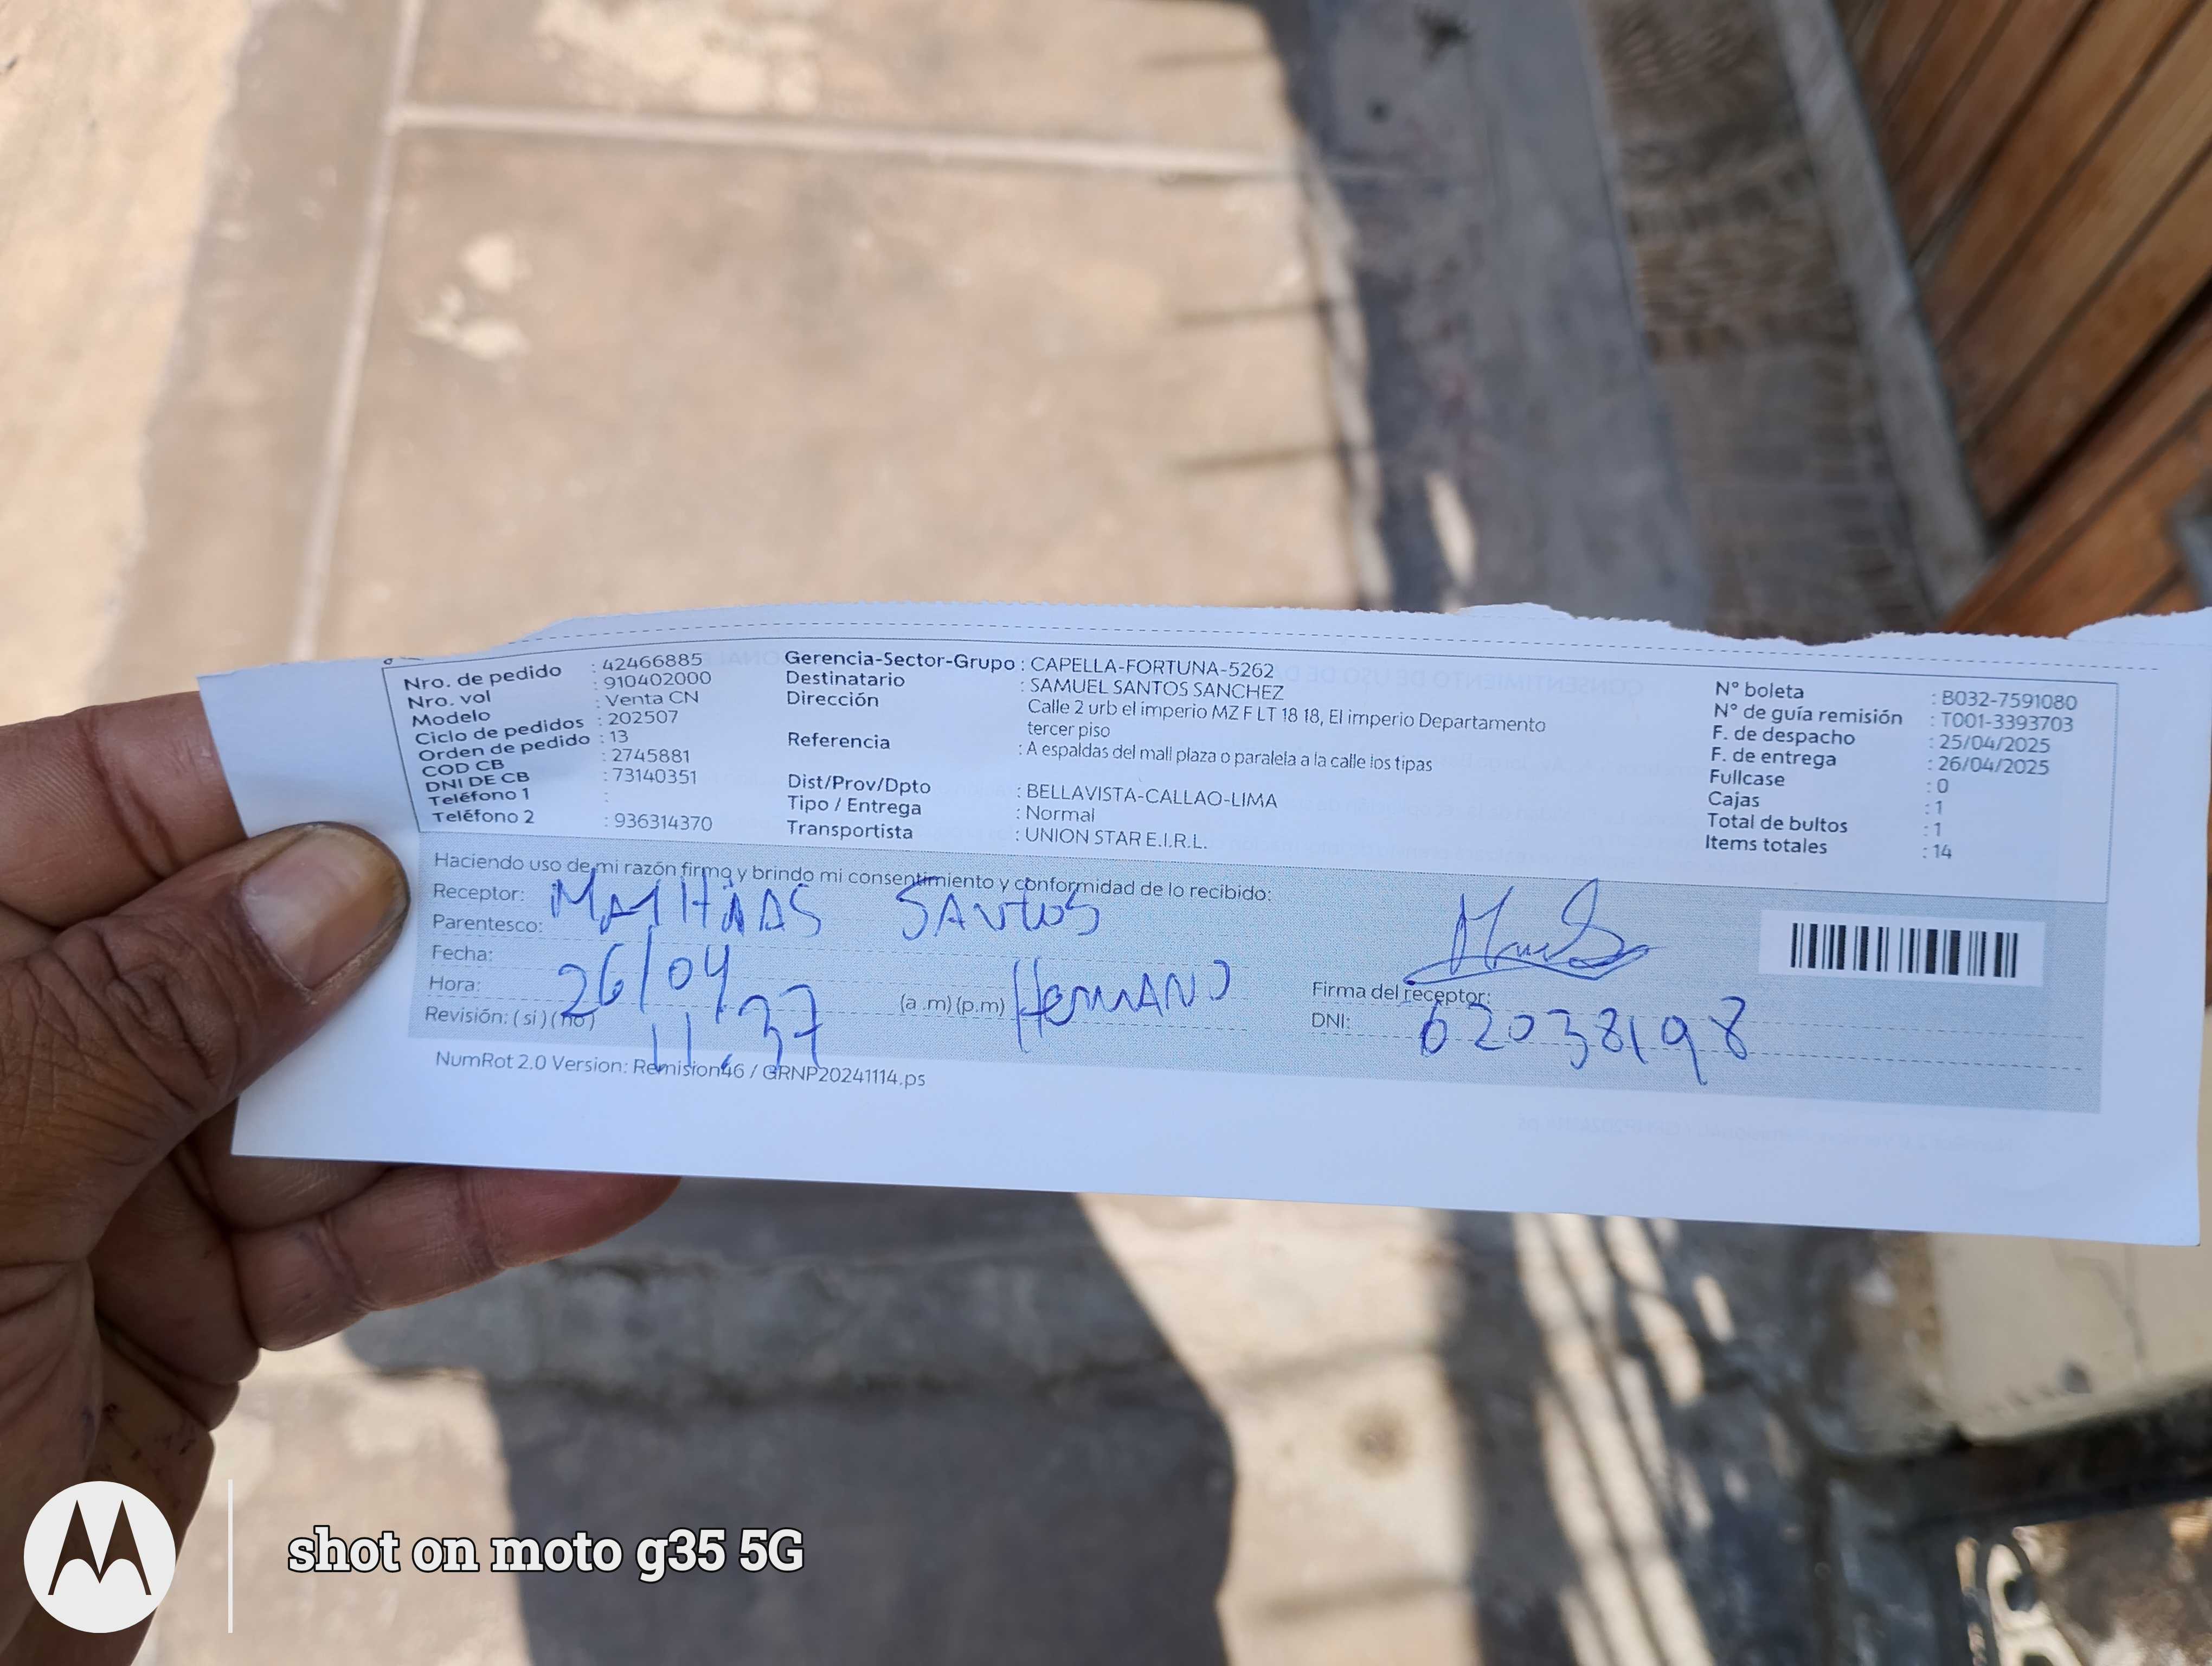 Nro. de pedido : 42466885
Nro. vol : 910402000
Modelo : Venta CN
Ciclo de pedidos : 202507
Orden de pedido : 13
COD CB : 2745881
DNI DE CB : 73140351
Teléfono 1 :
Teléfono 2 : 936314370
Gerencia-Sector-Grupo : CAPELLA-FORTUNA-5262
Destinatario : SAMUEL SANTOS SANCHEZ
Dirección : Calle 2 urb el imperio MZ F LT 18 18, El imperio Departamento
tercer piso
Referencia : A espaldas del mall plaza o paralela a la calle los tipas
Dist/Prov/Dpto : BELLAVISTA-CALLAO-LIMA
Tipo / Entrega : Normal
Transportista : UNION STAR E.I.R.L.
N° boleta : B032-7591080
N° de guía remisión : T001-3393703
F. de despacho : 25/04/2025
F. de entrega : 26/04/2025
Fullcase : 0
Cajas : 1
Total de bultos : 1
Items totales : 14
Haciendo uso de mi razón firmo y brindo mi consentimiento y conformidad de lo recibido:
Receptor: SANtOS
Parentesco:
Fecha: 26/04
Hora: 11:37 (a .m) (p.m) HermANO
Revisión: ( si ) ( no )
Firma del receptor:
DNI: 62038198
NumRot 2.0 Version: Remision46 / GRNP20241114.ps
shot on moto g35 5G